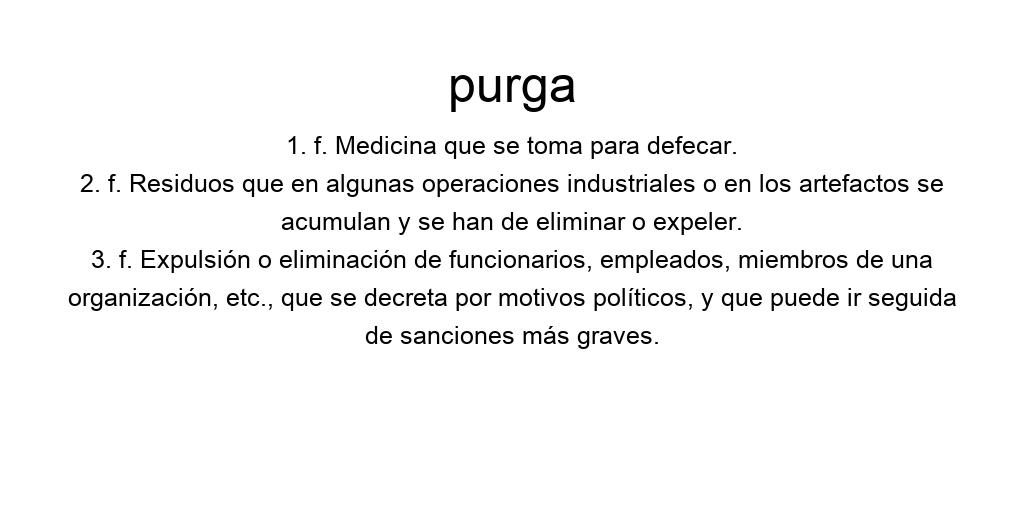 purga
1. f. Medicina que se toma para defecar.
2. f. Residuos que en algunas operaciones industriales o en los artefactos se
acumulan y se han de eliminar o expeler.
3. f. Expulsión o eliminación de funcionarios, empleados, miembros de una
organización, etc., que se decreta por motivos políticos, y que puede ir seguida
de sanciones más graves.